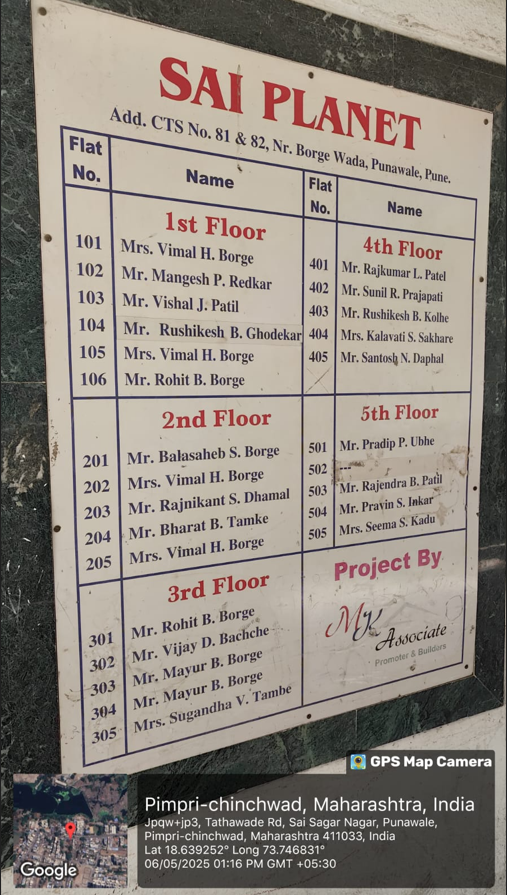 SAI PLANET
Add. CTS No. 81 & 82, Nr. Borge Wada, Punawale, Pune.
Flat No. Name
1st Floor
101 Mrs. Vimal H. Borge
102 Mr. Mangesh P. Redkar
103 Mr. Vishal J. Patil
104 Mr. Rushikesh B. Ghodekar
105 Mrs. Vimal H. Borge
106 Mr. Rohit B. Borge
2nd Floor
201 Mr. Balasaheb S. Borge
202 Mrs. Vimal H. Borge
203 Mr. Rajnikant S. Dhamal
204 Mr. Bharat B. Tamke
205 Mrs. Vimal H. Borge
3rd Floor
301 Mr. Rohit B. Borge
302 Mr. Vijay D. Bachche
303 Mr. Mayur B. Borge
304 Mr. Mayur B. Borge
305 Mrs. Sugandha V. Tambe
Flat No. Name
4th Floor
401 Mr. Rajkumar L. Patel
402 Mr. Sunil R. Prajapati
403 Mr. Rushikesh B. Kolhe
404 Mrs. Kalavati S. Sakhare
405 Mr. Santosh N. Daphal
5th Floor
501 Mr. Pradip P. Ubhe
502 ---
503 Mr. Rajendra B. Patil
504 Mr. Pravin S. Inkar
505 Mrs. Seema S. Kadu
Project By
MK Associate
Promoter & Builders
GPS Map Camera
Google
Pimpri-chinchwad, Maharashtra, India
Jpqw+jp3, Tathawade Rd, Sai Sagar Nagar, Punawale,
Pimpri-chinchwad, Maharashtra 411033, India
Lat 18.639252° Long 73.746831°
06/05/2025 01:16 PM GMT +05:30